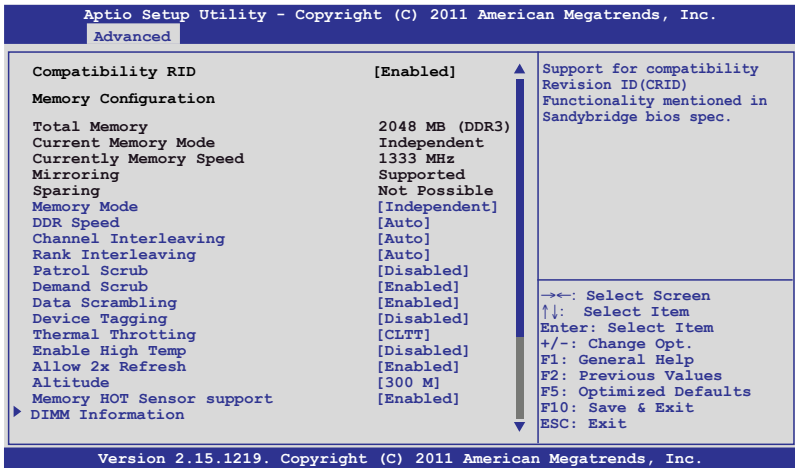 Aptio Setup Utility - Copyright (C) 2011 American Megatrends, Inc.
Advanced
Compatibility RID [Enabled]
Memory Configuration
Total Memory 2048 MB (DDR3)
Current Memory Mode Independent
Currently Memory Speed 1333 MHz
Mirroring Supported
Sparing Not Possible
Memory Mode [Independent]
DDR Speed [Auto]
Channel Interleaving [Auto]
Rank Interleaving [Auto]
Patrol Scrub [Disabled]
Demand Scrub [Enabled]
Data Scrambling [Enabled]
Device Tagging [Disabled]
Thermal Throtting [CLTT]
Enable High Temp [Disabled]
Allow 2x Refresh [Enabled]
Altitude [300 M]
Memory HOT Sensor support [Enabled]
DIMM Information
Support for compatibility
Revision ID(CRID)
Functionality mentioned in
Sandybridge bios spec.
→←: Select Screen
↑↓: Select Item
Enter: Select Item
+/-: Change Opt.
F1: General Help
F2: Previous Values
F5: Optimized Defaults
F10: Save & Exit
ESC: Exit
Version 2.15.1219. Copyright (C) 2011 American Megatrends, Inc.